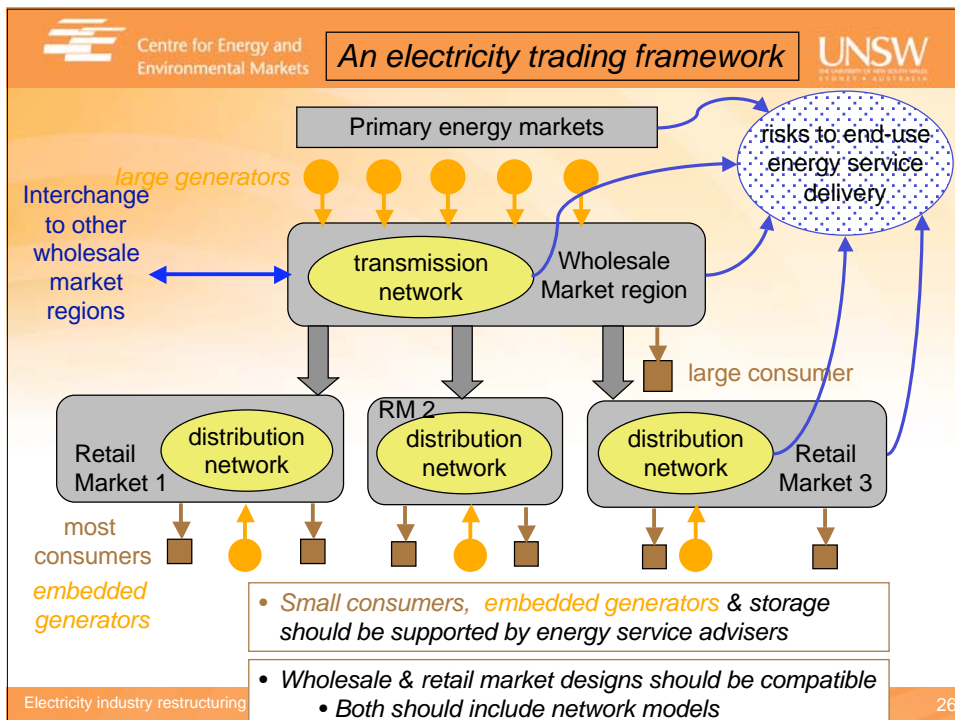 Centre for Energy and
Environmental Markets
An electricity trading framework
UNSW
THE UNIVERSITY OF NEW SOUTH WALES
SYDNEY • AUSTRALIA
Primary energy markets
risks to end-use
energy service
delivery
large generators
Interchange
to other
wholesale
market
regions
transmission
network
Wholesale
Market region
large consumer
Retail
Market 1
distribution
network
RM 2
distribution
network
distribution
network
Retail
Market 3
most
consumers
embedded
generators
• Small consumers, embedded generators & storage
should be supported by energy service advisers
• Wholesale & retail market designs should be compatible
• Both should include network models
Electricity industry restructuring
26